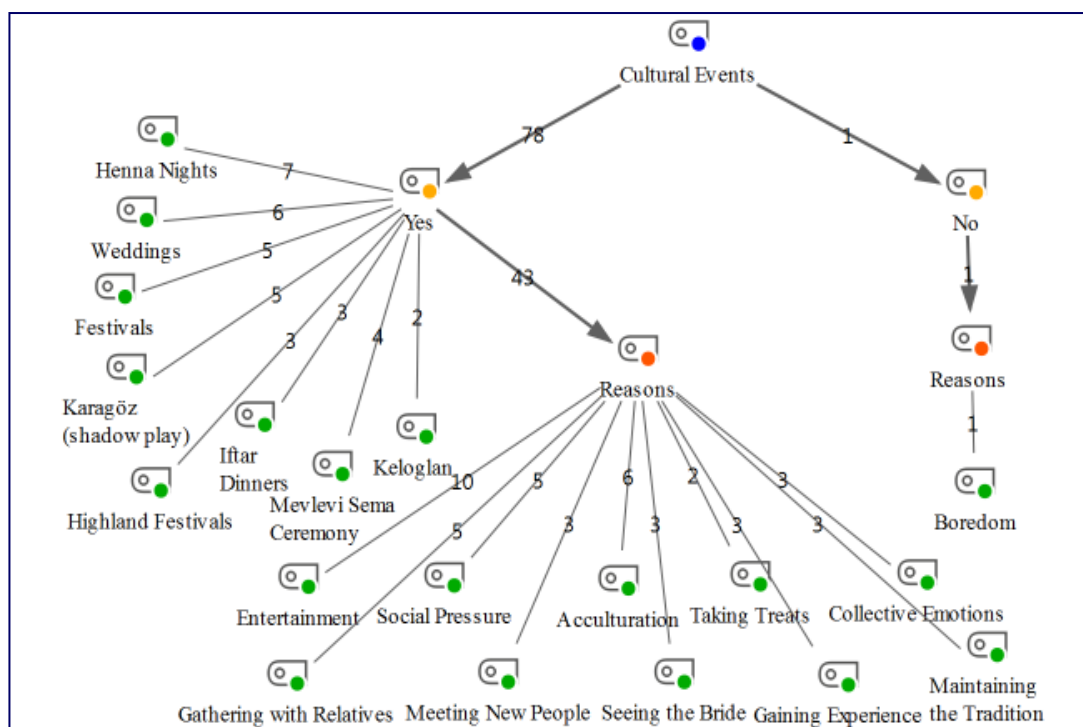 Cultural Events
78
1
Henna Nights
7
Yes
No
Weddings
6
5
Festivals
43
1
5
3
3
4
2
Karagöz
(shadow play)
Reasons
Reasons
Iftar
Dinners
Keloglan
1
Highland Festivals
Mevlevi Sema
Ceremony
Boredom
10
5
6
2
3
5
3
3
3
3
Entertainment
Social Pressure
Acculturation
Taking Treats
Collective Emotions
Gathering with Relatives
Meeting New People
Seeing the Bride
Gaining Experience
Maintaining
the Tradition